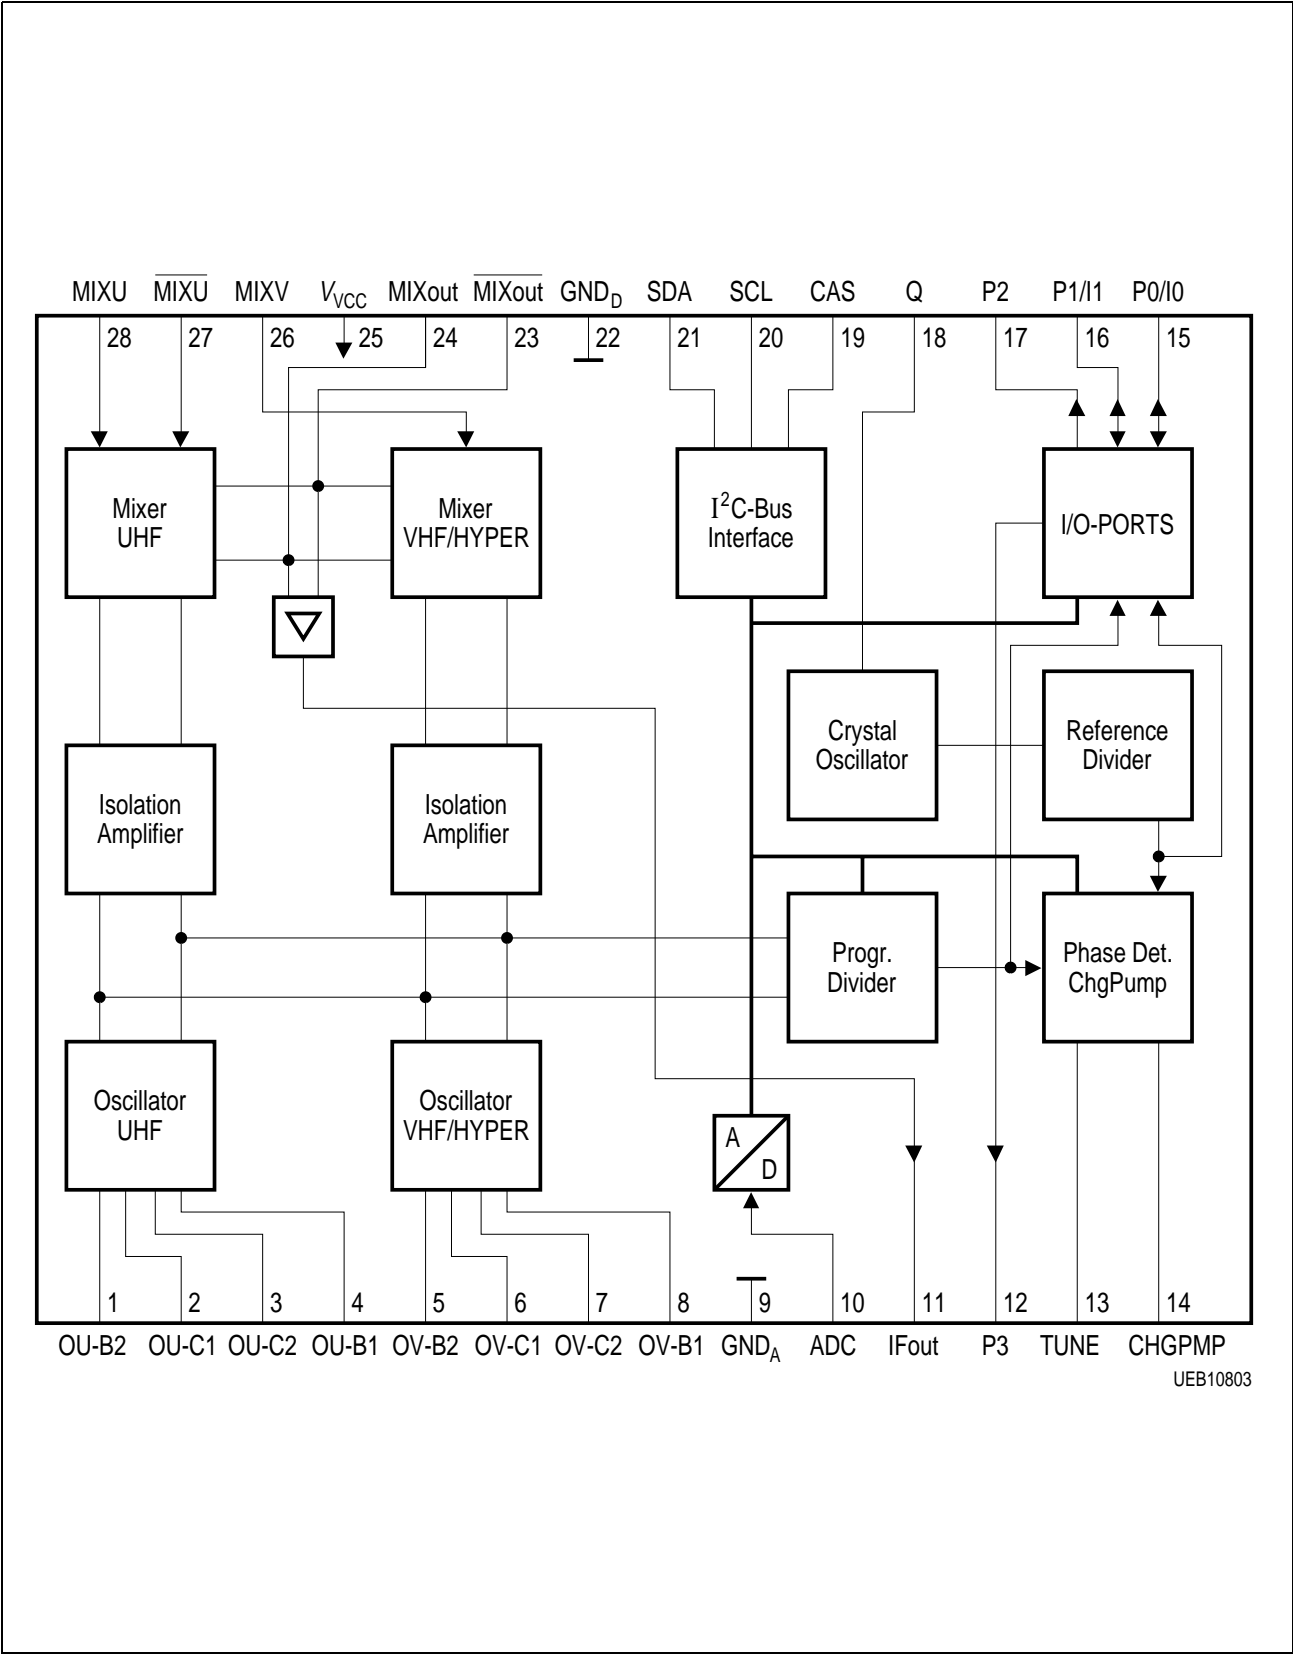 MIXU M̅I̅X̅U̅ MIXV VVCC MIXout M̅I̅X̅o̅u̅t̅ GNDD SDA SCL CAS Q P2 P1/I1 P0/I0
28 27 26 25 24 23 22 21 20 19 18 17 16 15
Mixer
UHF
Mixer
VHF/HYPER
I²C-Bus
Interface
I/O-PORTS
Crystal
Oscillator
Reference
Divider
Isolation
Amplifier
Isolation
Amplifier
Progr.
Divider
Phase Det.
ChgPump
Oscillator
UHF
Oscillator
VHF/HYPER
A
D
1 2 3 4 5 6 7 8 9 10 11 12 13 14
OU-B2 OU-C1 OU-C2 OU-B1 OV-B2 OV-C1 OV-C2 OV-B1 GNDA ADC IFout P3 TUNE CHGPMP
UEB10803